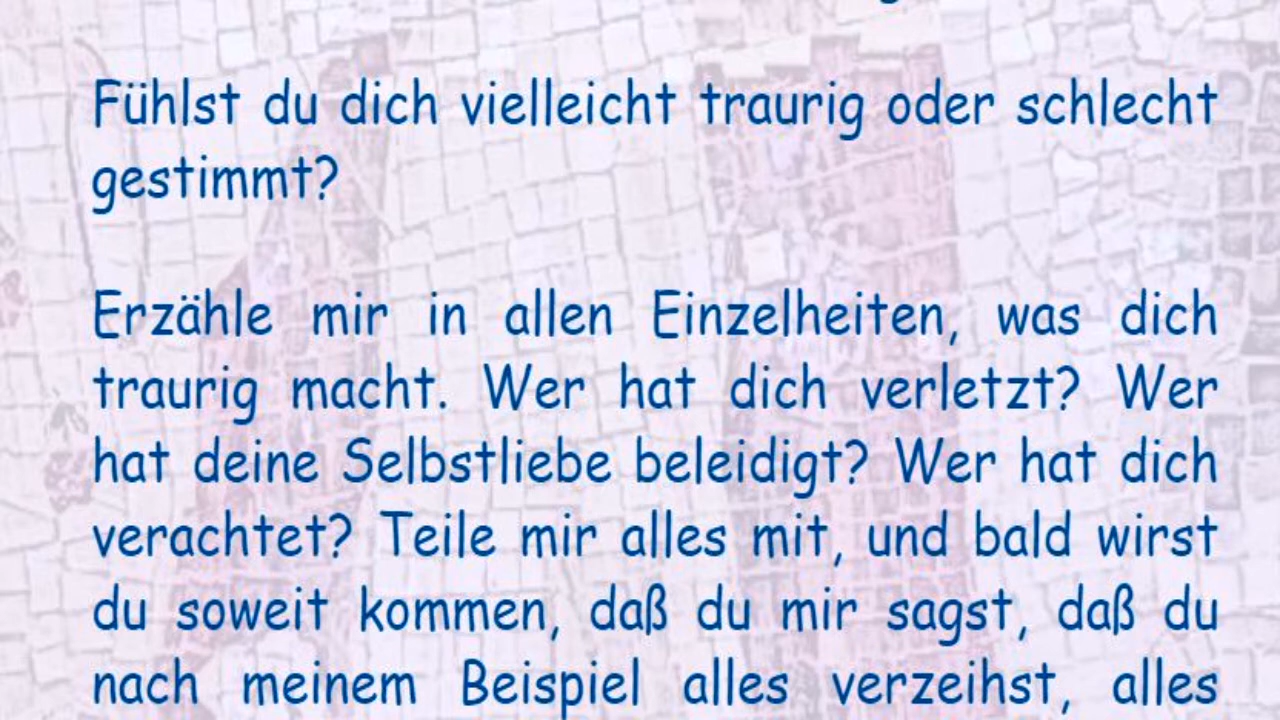 Fühlst du dich vielleicht traurig oder schlecht
gestimmt?
Erzähle mir in allen Einzelheiten, was dich
traurig macht. Wer hat dich verletzt? Wer
hat deine Selbstliebe beleidigt? Wer hat dich
verachtet? Teile mir alles mit, und bald wirst
du soweit kommen, daß du mir sagst, daß du
nach meinem Beispiel alles verzeihst, alles